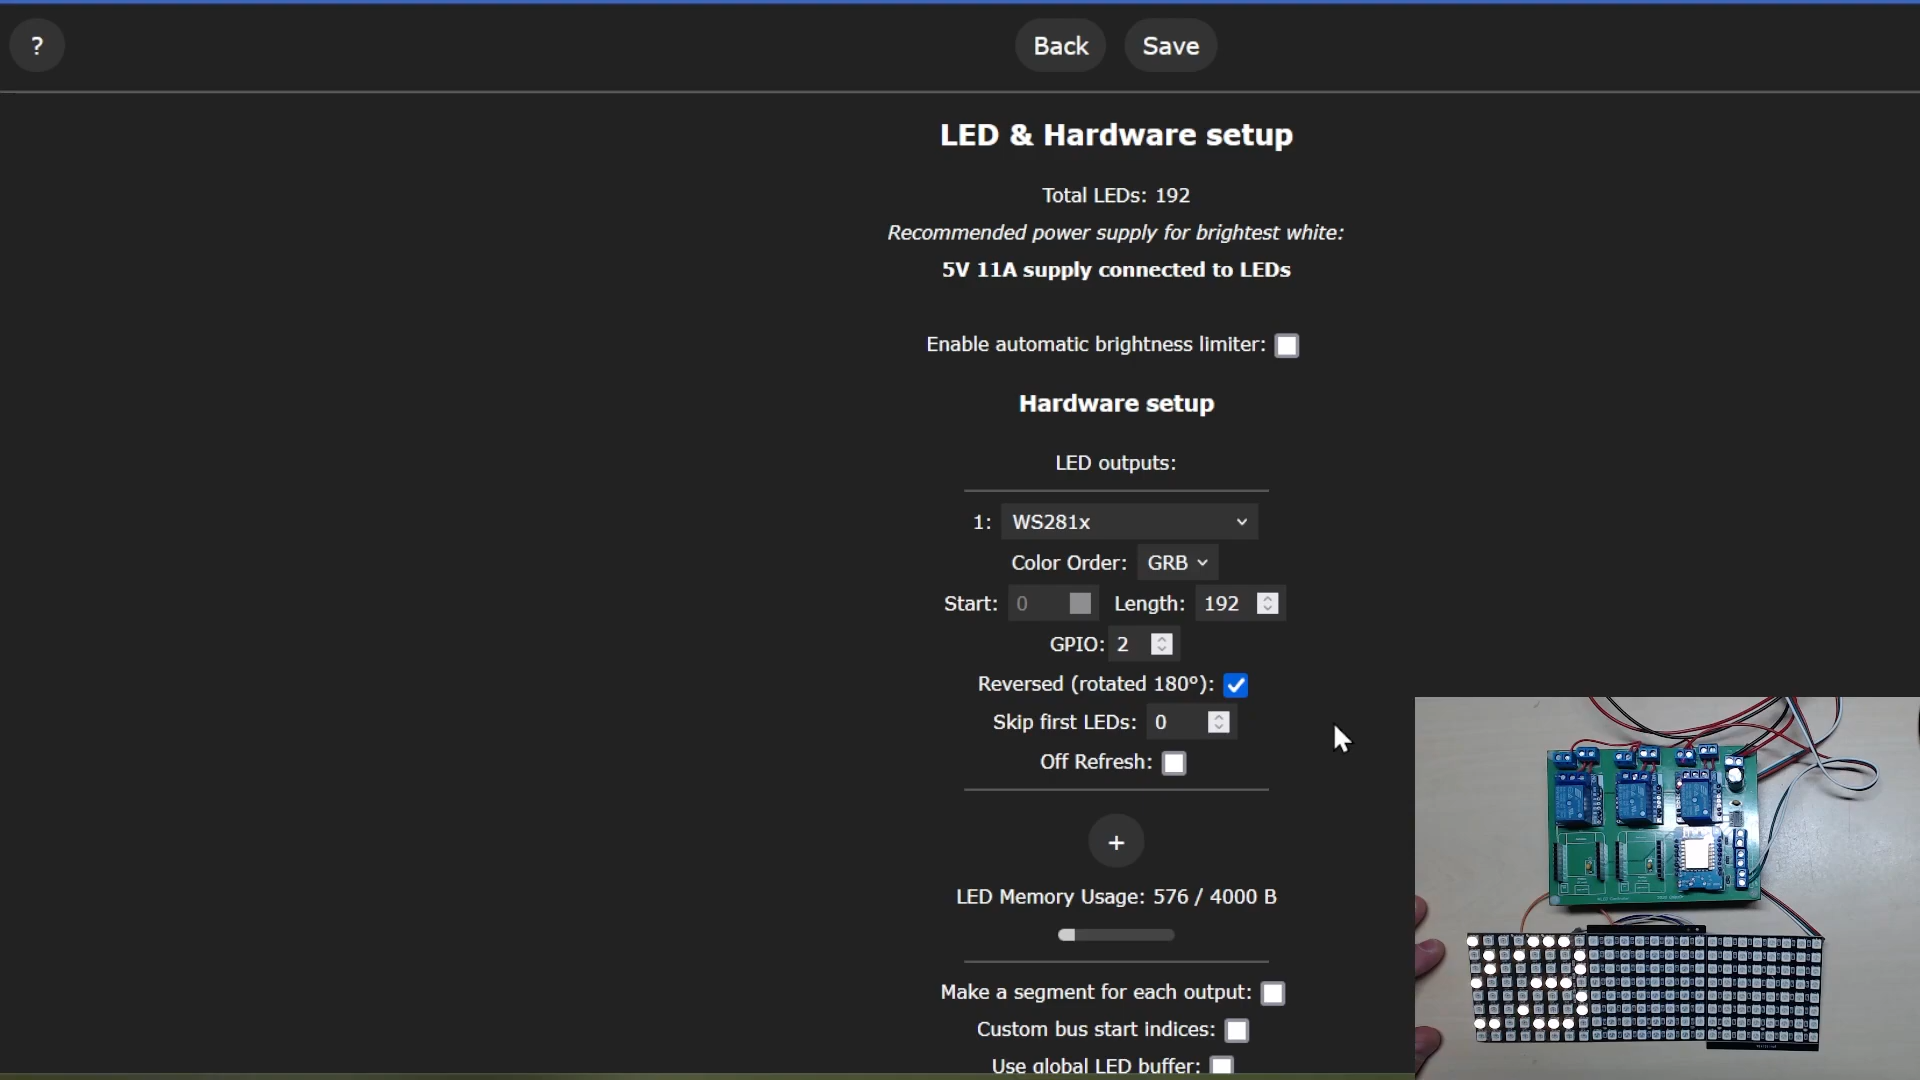 ?
Back Save
LED & Hardware setup
Total LEDs: 192
Recommended power supply for brightest white:
5V 11A supply connected to LEDs
Enable automatic brightness limiter:
Hardware setup
LED outputs:
1: WS281x
Color Order: GRB
Start: 0 Length: 192
GPIO: 2
Reversed (rotated 180°):
Skip first LEDs: 0
Off Refresh:
+
LED Memory Usage: 576 / 4000 B
Make a segment for each output:
Custom bus start indices:
Use global LED buffer: